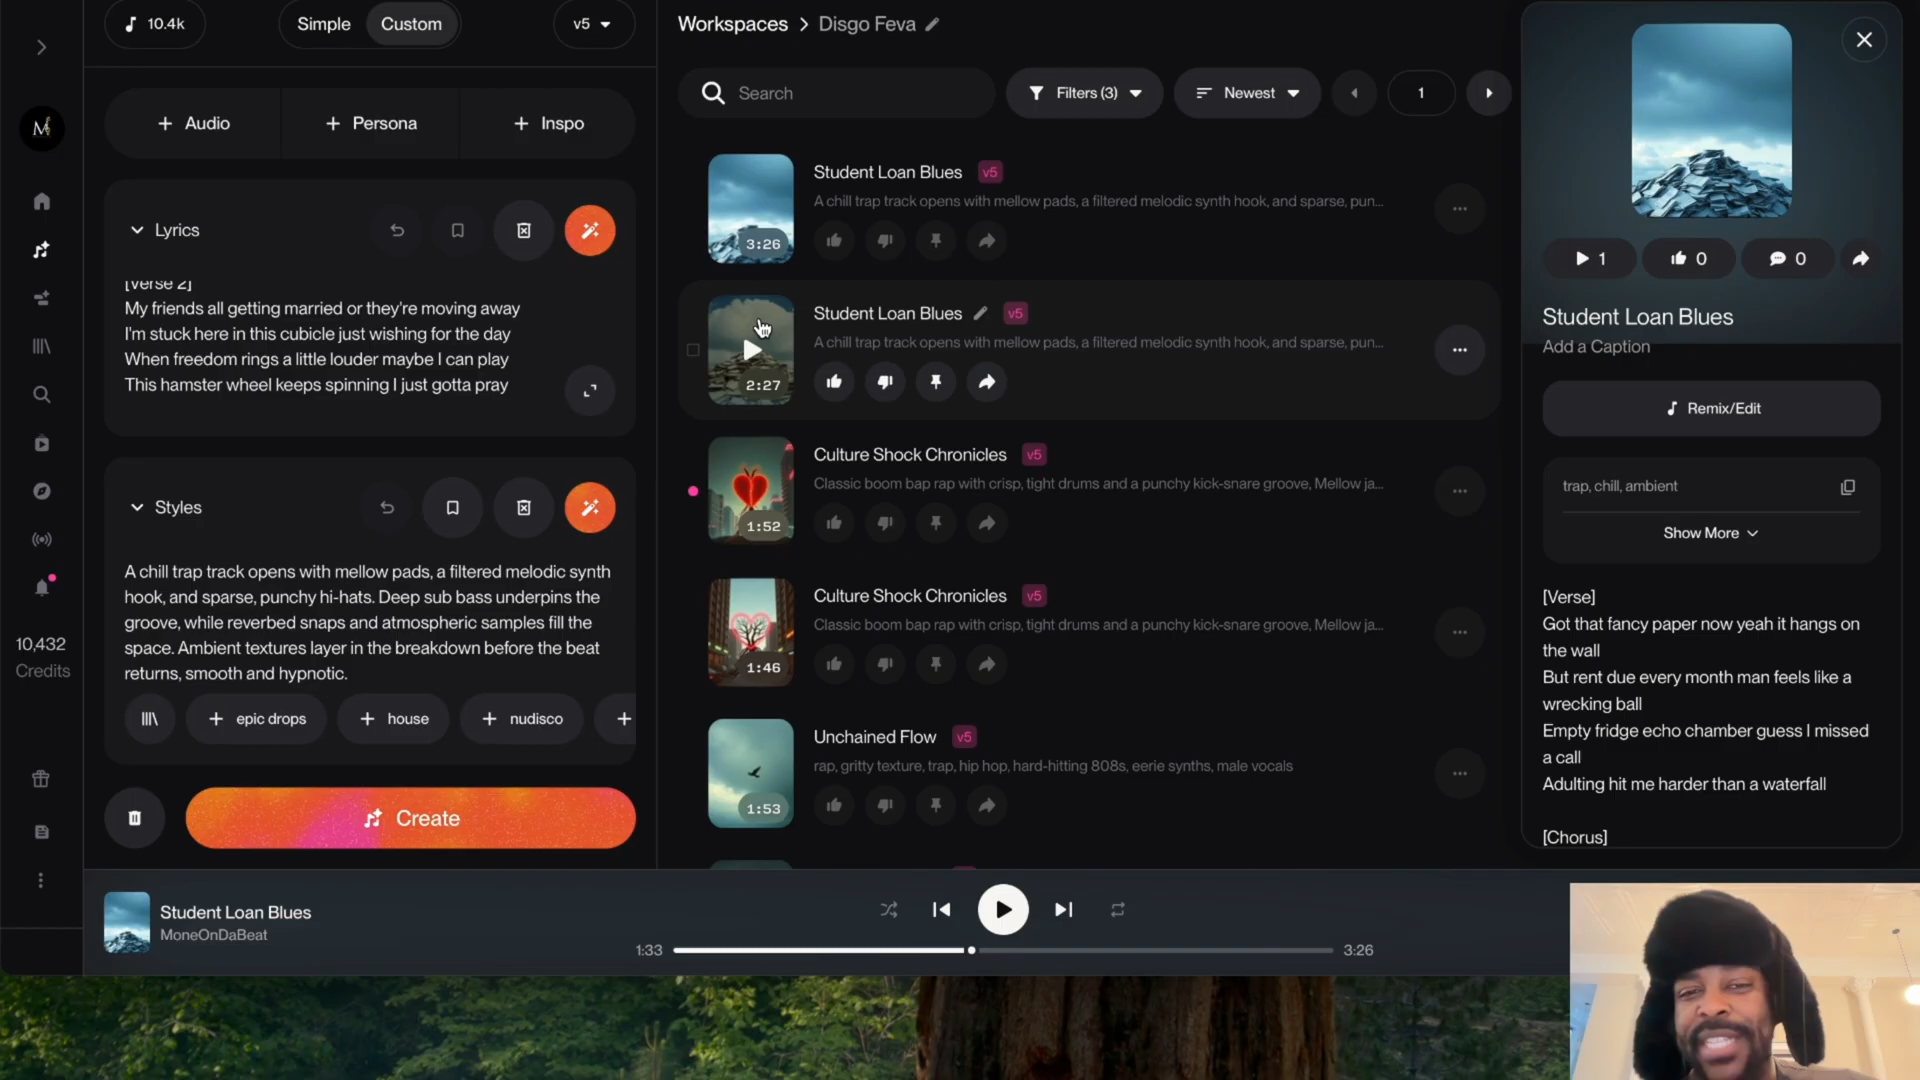 10.4k
Simple
Custom
v5
Audio
Persona
Inspo
Lyrics
[Verse 2]
My friends all getting married or they're moving away
I'm stuck here in this cubicle just wishing for the day
When freedom rings a little louder maybe I can play
This hamster wheel keeps spinning I just gotta pray
Styles
A chill trap track opens with mellow pads, a filtered melodic synth
hook, and sparse, punchy hi-hats. Deep sub bass underpins the
groove, while reverbed snaps and atmospheric samples fill the
space. Ambient textures layer in the breakdown before the beat
returns, smooth and hypnotic.
epic drops
house
nudisco
Create
10,432
Credits
Workspaces > Disgo Feva
Search
Filters (3)
Newest
1
Student Loan Blues v5
A chill trap track opens with mellow pads, a filtered melodic synth hook, and sparse, pun...
3:26
Student Loan Blues v5
A chill trap track opens with mellow pads, a filtered melodic synth hook, and sparse, pun...
2:27
Culture Shock Chronicles v5
Classic boom bap rap with crisp, tight drums and a punchy kick-snare groove, Mellow ja...
1:52
Culture Shock Chronicles v5
Classic boom bap rap with crisp, tight drums and a punchy kick-snare groove, Mellow ja...
1:46
Unchained Flow v5
rap, gritty texture, trap, hip hop, hard-hitting 808s, eerie synths, male vocals
1:53
1
0
0
Student Loan Blues
Add a Caption
Remix/Edit
trap, chill, ambient
Show More
[Verse]
Got that fancy paper now yeah it hangs on
the wall
But rent due every month man feels like a
wrecking ball
Empty fridge echo chamber guess I missed
a call
Adulting hit me harder than a waterfall
[Chorus]
Student Loan Blues
MoneOnDaBeat
1:33
3:26